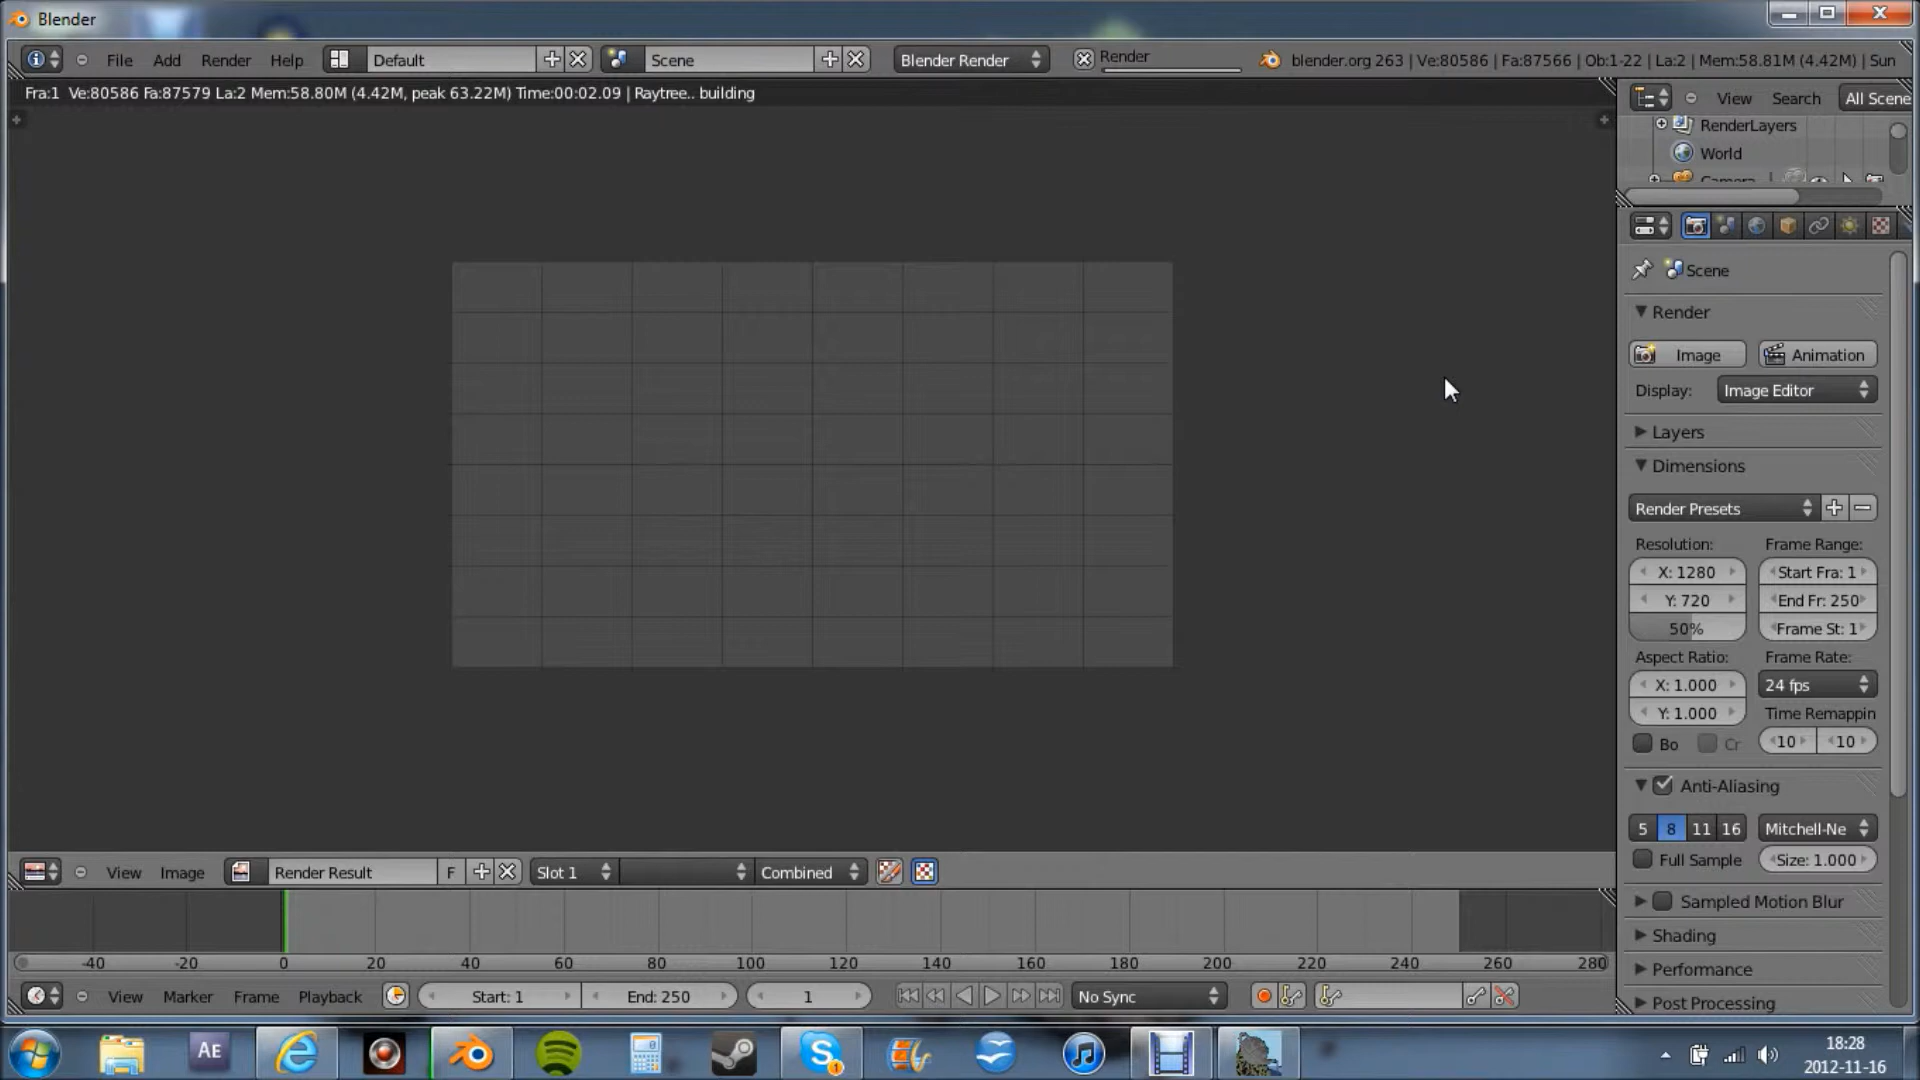 Blender
File Add Render Help Default Scene Blender Render Render blender.org 263 | Ve:80586 | Fa:87566 | Ob:1-22 | La:2 | Mem:58.81M (4.42M) | Sun
Fra:1 Ve:80586 Fa:87579 La:2 Mem:58.80M (4.42M, peak 63.22M) Time:00:02.09 | Raytree.. building
View Search All Scene
RenderLayers
World
Camera
Scene
Render
Image Animation
Display: Image Editor
Layers
Dimensions
Render Presets
Resolution: Frame Range:
X: 1280 Start Fra: 1
Y: 720 End Fr: 250
50% Frame St: 1
Aspect Ratio: Frame Rate:
X: 1.000 24 fps
Y: 1.000 Time Remappin
Bo Cr 10 10
Anti-Aliasing
5 8 11 16 Mitchell-Ne
Full Sample Size: 1.000
Sampled Motion Blur
Shading
Performance
Post Processing
View Image Render Result F Slot 1 Combined
-40 -20 0 20 40 60 80 100 120 140 160 180 200 220 240 260 280
View Marker Frame Playback Start: 1 End: 250 1 No Sync
AE
18:28
2012-11-16